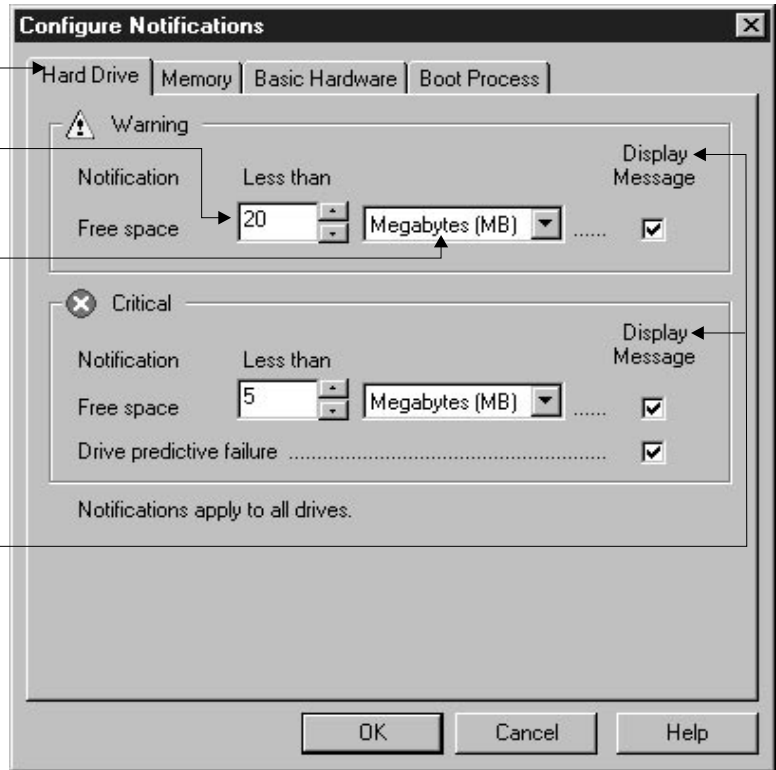 Configure Notifications
Hard Drive Memory Basic Hardware Boot Process
Warning
Display
Notification Less than Message
Free space 20 Megabytes (MB) ......
Critical
Display
Notification Less than Message
Free space 5 Megabytes (MB) ......
Drive predictive failure ........................................................
Notifications apply to all drives.
OK Cancel Help